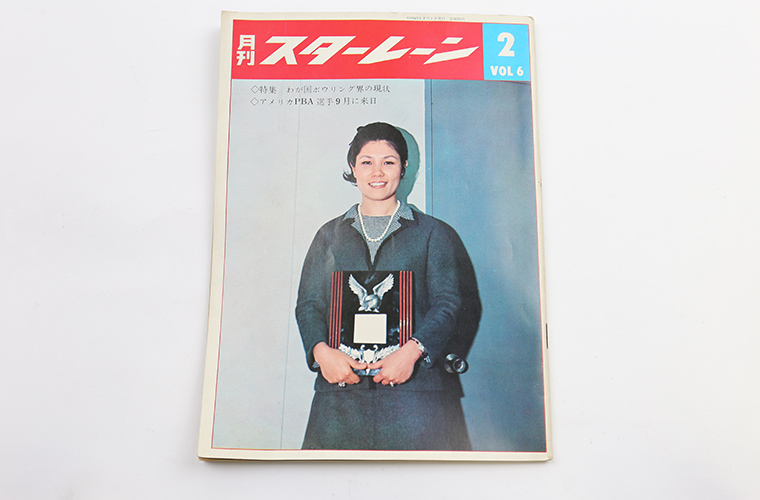 月刊 スターレーン
2
VOL 6
◇特集 わが国ボウリング界の現状
◇アメリカPBA選手9月に来日